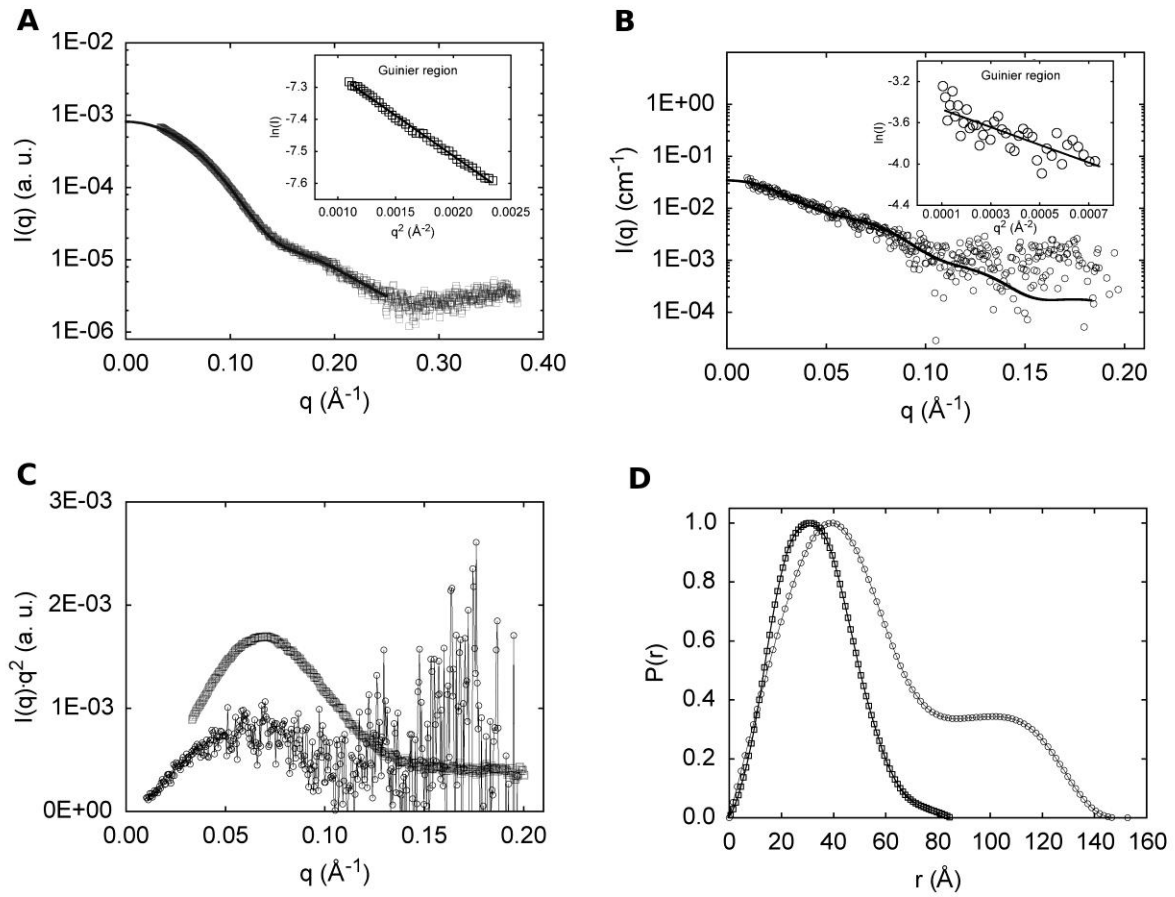 A
1E-02
1E-03
1E-04
1E-05
1E-06
I(q) (a. u.)
0.00 0.10 0.20 0.30 0.40
q (Å-1)
Guinier region
-7.3
-7.4
-7.5
-7.6
ln(I)
0.0010 0.0015 0.0020 0.0025
q2 (Å-2)
B
1E+00
1E-01
1E-02
1E-03
1E-04
I(q) (cm-1)
0.00 0.05 0.10 0.15 0.20
q (Å-1)
Guinier region
-3.2
-3.6
-4.0
-4.4
ln(I)
0.0001 0.0003 0.0005 0.0007
q2 (Å-2)
C
3E-03
2E-03
1E-03
0E+00
I(q)·q2 (a. u.)
0.00 0.05 0.10 0.15 0.20
q (Å-1)
D
1.0
0.8
0.6
0.4
0.2
0.0
P(r)
0 20 40 60 80 100 120 140 160
r (Å)